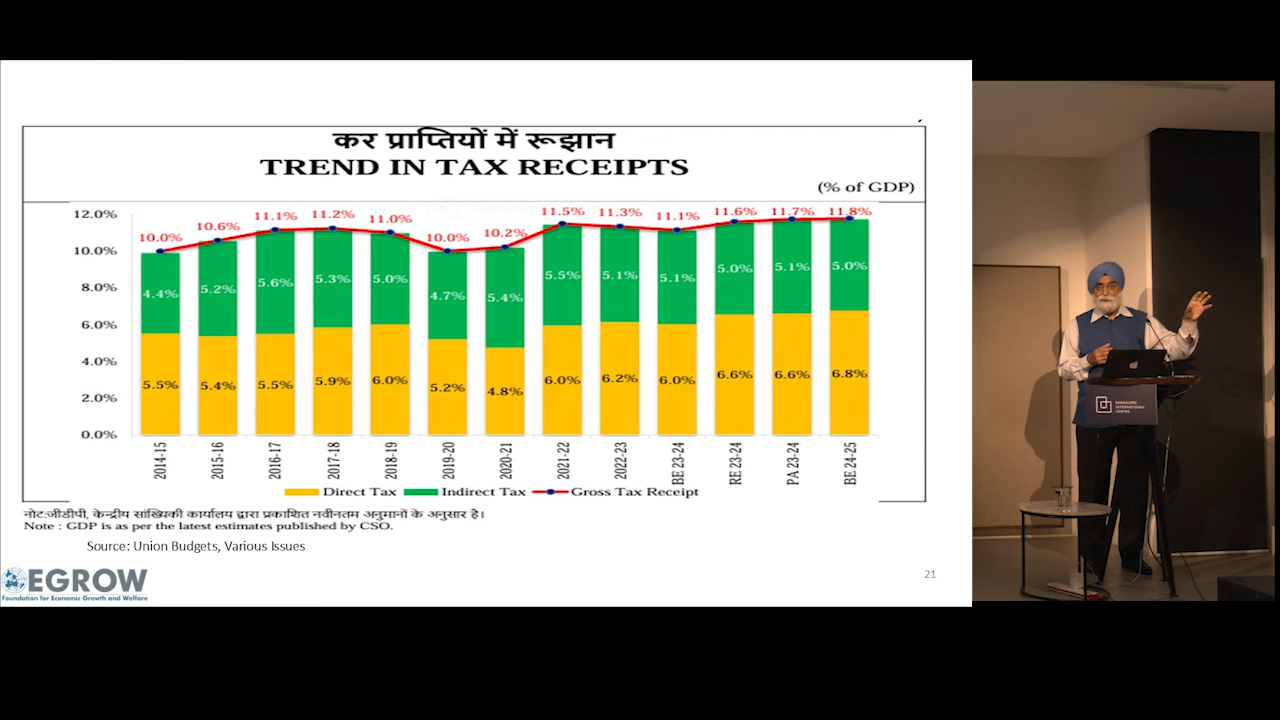 कर प्राप्तियों में रूझान
TREND IN TAX RECEIPTS
(% of GDP)
12.0%
10.0%
8.0%
6.0%
4.0%
2.0%
0.0%
10.0% 10.6% 11.1% 11.2% 11.0% 10.0% 10.2% 11.5% 11.3% 11.1% 11.6% 11.7% 11.8%
4.4% 5.2% 5.6% 5.3% 5.0% 4.7% 5.4% 5.5% 5.1% 5.1% 5.0% 5.1% 5.0%
5.5% 5.4% 5.5% 5.9% 6.0% 5.2% 4.8% 6.0% 6.2% 6.0% 6.6% 6.6% 6.8%
2014-15 2015-16 2016-17 2017-18 2018-19 2019-20 2020-21 2021-22 2022-23 BE 23-24 RE 23-24 PA 23-24 BE 24-25
Direct Tax Indirect Tax Gross Tax Receipt
नोट:जीडीपी, केन्द्रीय सांख्यिकी कार्यालय द्वारा प्रकाशित नवीनतम अनुमानों के अनुसार है।
Note : GDP is as per the latest estimates published by CSO.
Source: Union Budgets, Various Issues
EGROW
Foundation for Economic Growth and Welfare
21
BANGALORE
INTERNATIONAL
CENTRE